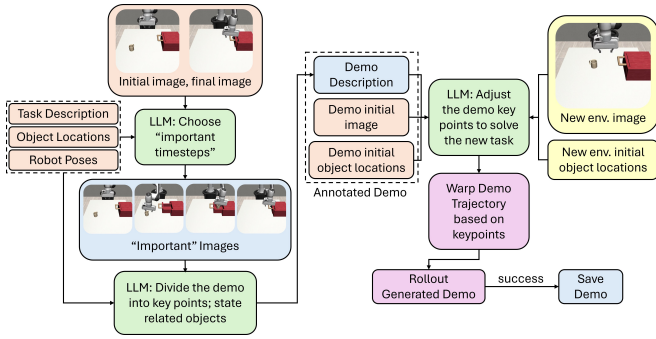 Initial image, final image
Task Description
Object Locations
Robot Poses
LLM: Choose
“important
timesteps”
“Important” Images
LLM: Divide the demo
into key points; state
related objects
Demo
Description
Demo initial
image
Demo initial
object locations
Annotated Demo
LLM: Adjust
the demo key
points to solve
the new task
New env. image
New env. initial
object locations
Warp Demo
Trajectory
based on
keypoints
Rollout
Generated Demo
success
Save
Demo